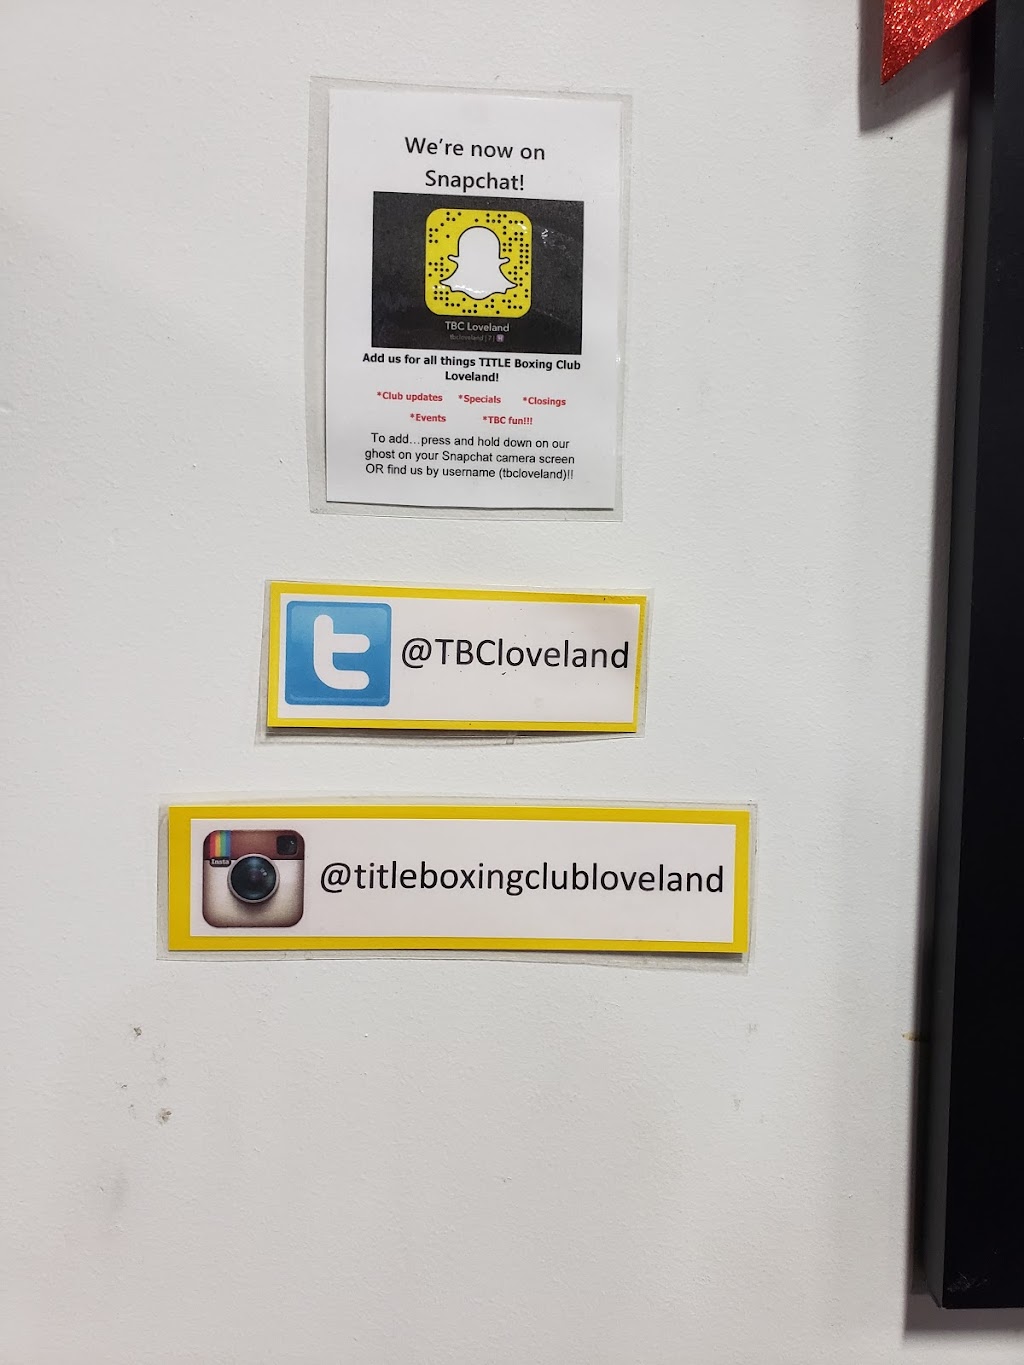 We're now on
Snapchat!
TBC Loveland
Add us for all things TITLE Boxing Club
Loveland!
*Club updates *Specials *Closings
*Events *TBC fun!!!
To add...press and hold down on our
ghost on your Snapchat camera screen
OR find us by username (tbcloveland)!!
t @TBCloveland
Insta
@titleboxingclubloveland